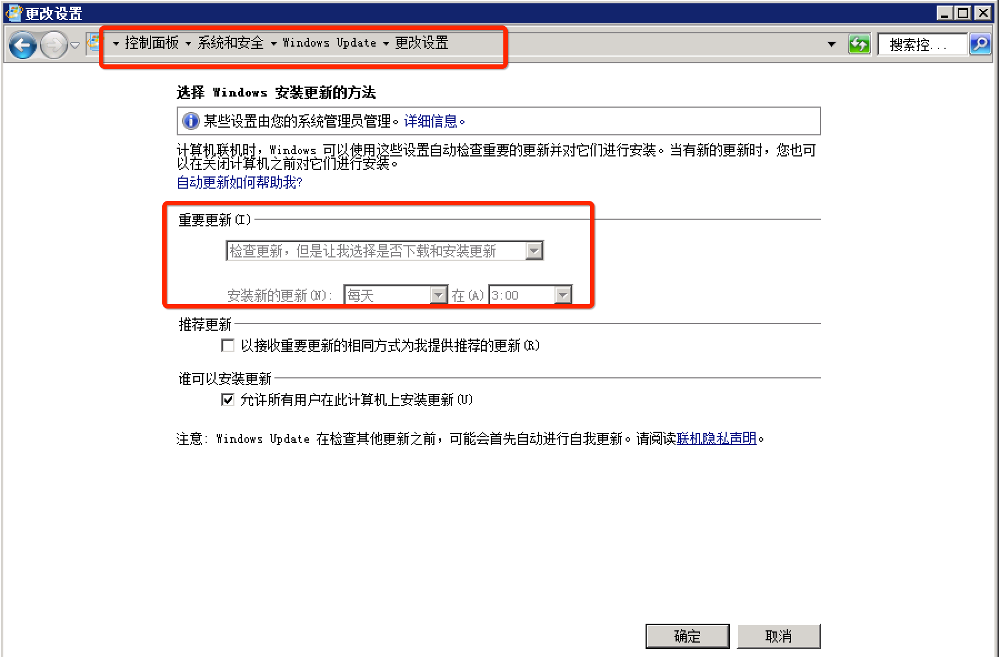 更改设置
控制面板 系统和安全 Windows Update 更改设置
搜索控...
选择 Windows 安装更新的方法
某些设置由您的系统管理员管理。详细信息。
计算机联机时，Windows 可以使用这些设置自动检查重要的更新并对它们进行安装。当有新的更新时，您也可
以在关闭计算机之前对它们进行安装。
自动更新如何帮助我?
重要更新(I)
检查更新，但是让我选择是否下载和安装更新
安装新的更新(N): 每天 在(A) 3:00
推荐更新
以接收重要更新的相同方式为我提供推荐的更新(R)
谁可以安装更新
允许所有用户在此计算机上安装更新(U)
注意: Windows Update 在检查其他更新之前，可能会首先自动进行自我更新。请阅读联机隐私声明。
确定 取消